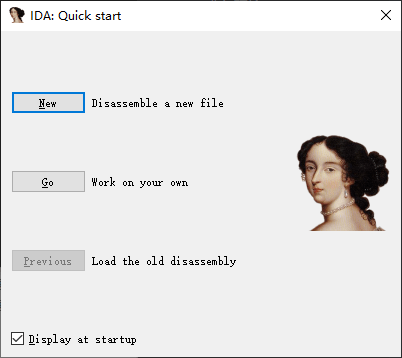 IDA: Quick start
New Disassemble a new file
Go Work on your own
Previous Load the old disassembly
Display at startup